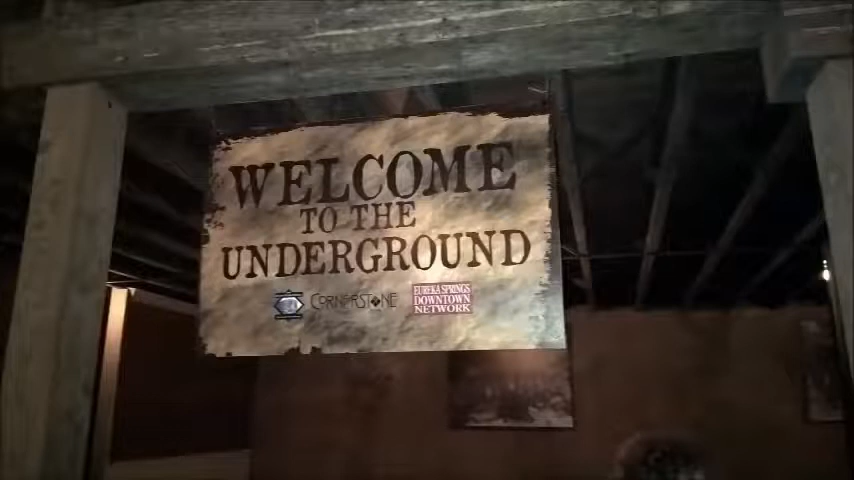 WELCOME
TO THE
UNDERGROUND
CORNERSTONE
EUREKA SPRINGS
DOWNTOWN
NETWORK